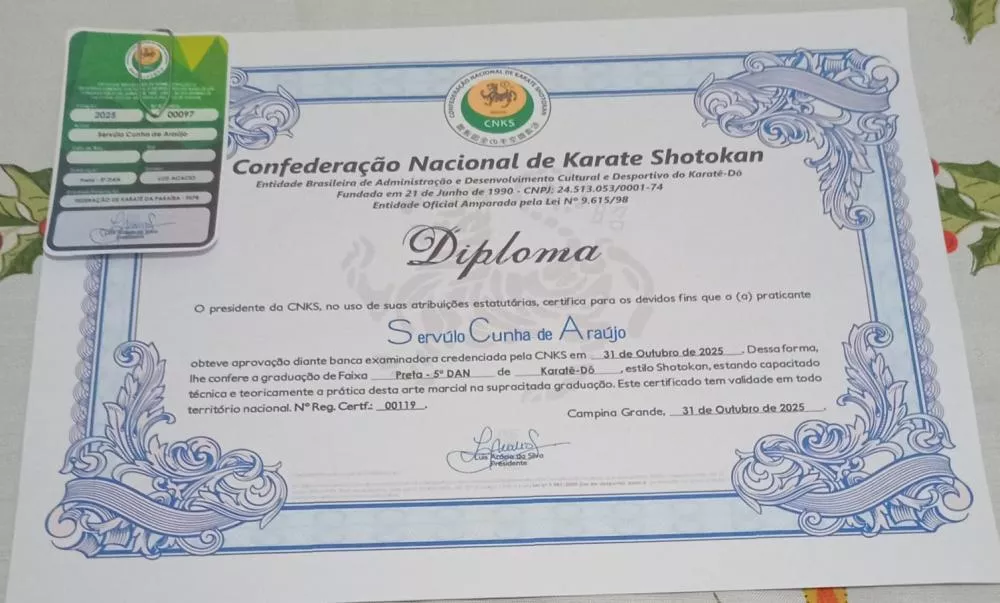 2025
00097
Servúlo Cunha de Araújo
Preta - 5º DAN
LUIS ACÁCIO
FEDERAÇÃO DE KARATÊ DA PARAÍBA - FKPB
Presidente
CONFEDERAÇÃO NACIONAL DE KARATE SHOTOKAN
CNKS
Confederação Nacional de Karate Shotokan
Entidade Brasileira de Administração e Desenvolvimento Cultural e Desportivo do Karatê-Dô
Fundada em 21 de Junho de 1990 - CNPJ: 24.513.053/0001-74
Entidade Oficial Amparada pela Lei Nº 9.615/98
Diploma
O presidente da CNKS, no uso de suas atribuições estatutárias, certifica para os devidos fins que o (a) praticante
Servúlo Cunha de Araújo
obteve aprovação diante banca examinadora credenciada pela CNKS em 31 de Outubro de 2025. Dessa forma,
lhe confere a graduação de Faixa Preta - 5º DAN de Karatê-Dô, estilo Shotokan, estando capacitado
técnica e teoricamente a prática desta arte marcial na supracitada graduação. Este certificado tem validade em todo
território nacional. Nº Reg. Certf.: 00119.
Campina Grande, 31 de Outubro de 2025.
Luis Acácio da Silva
Presidente